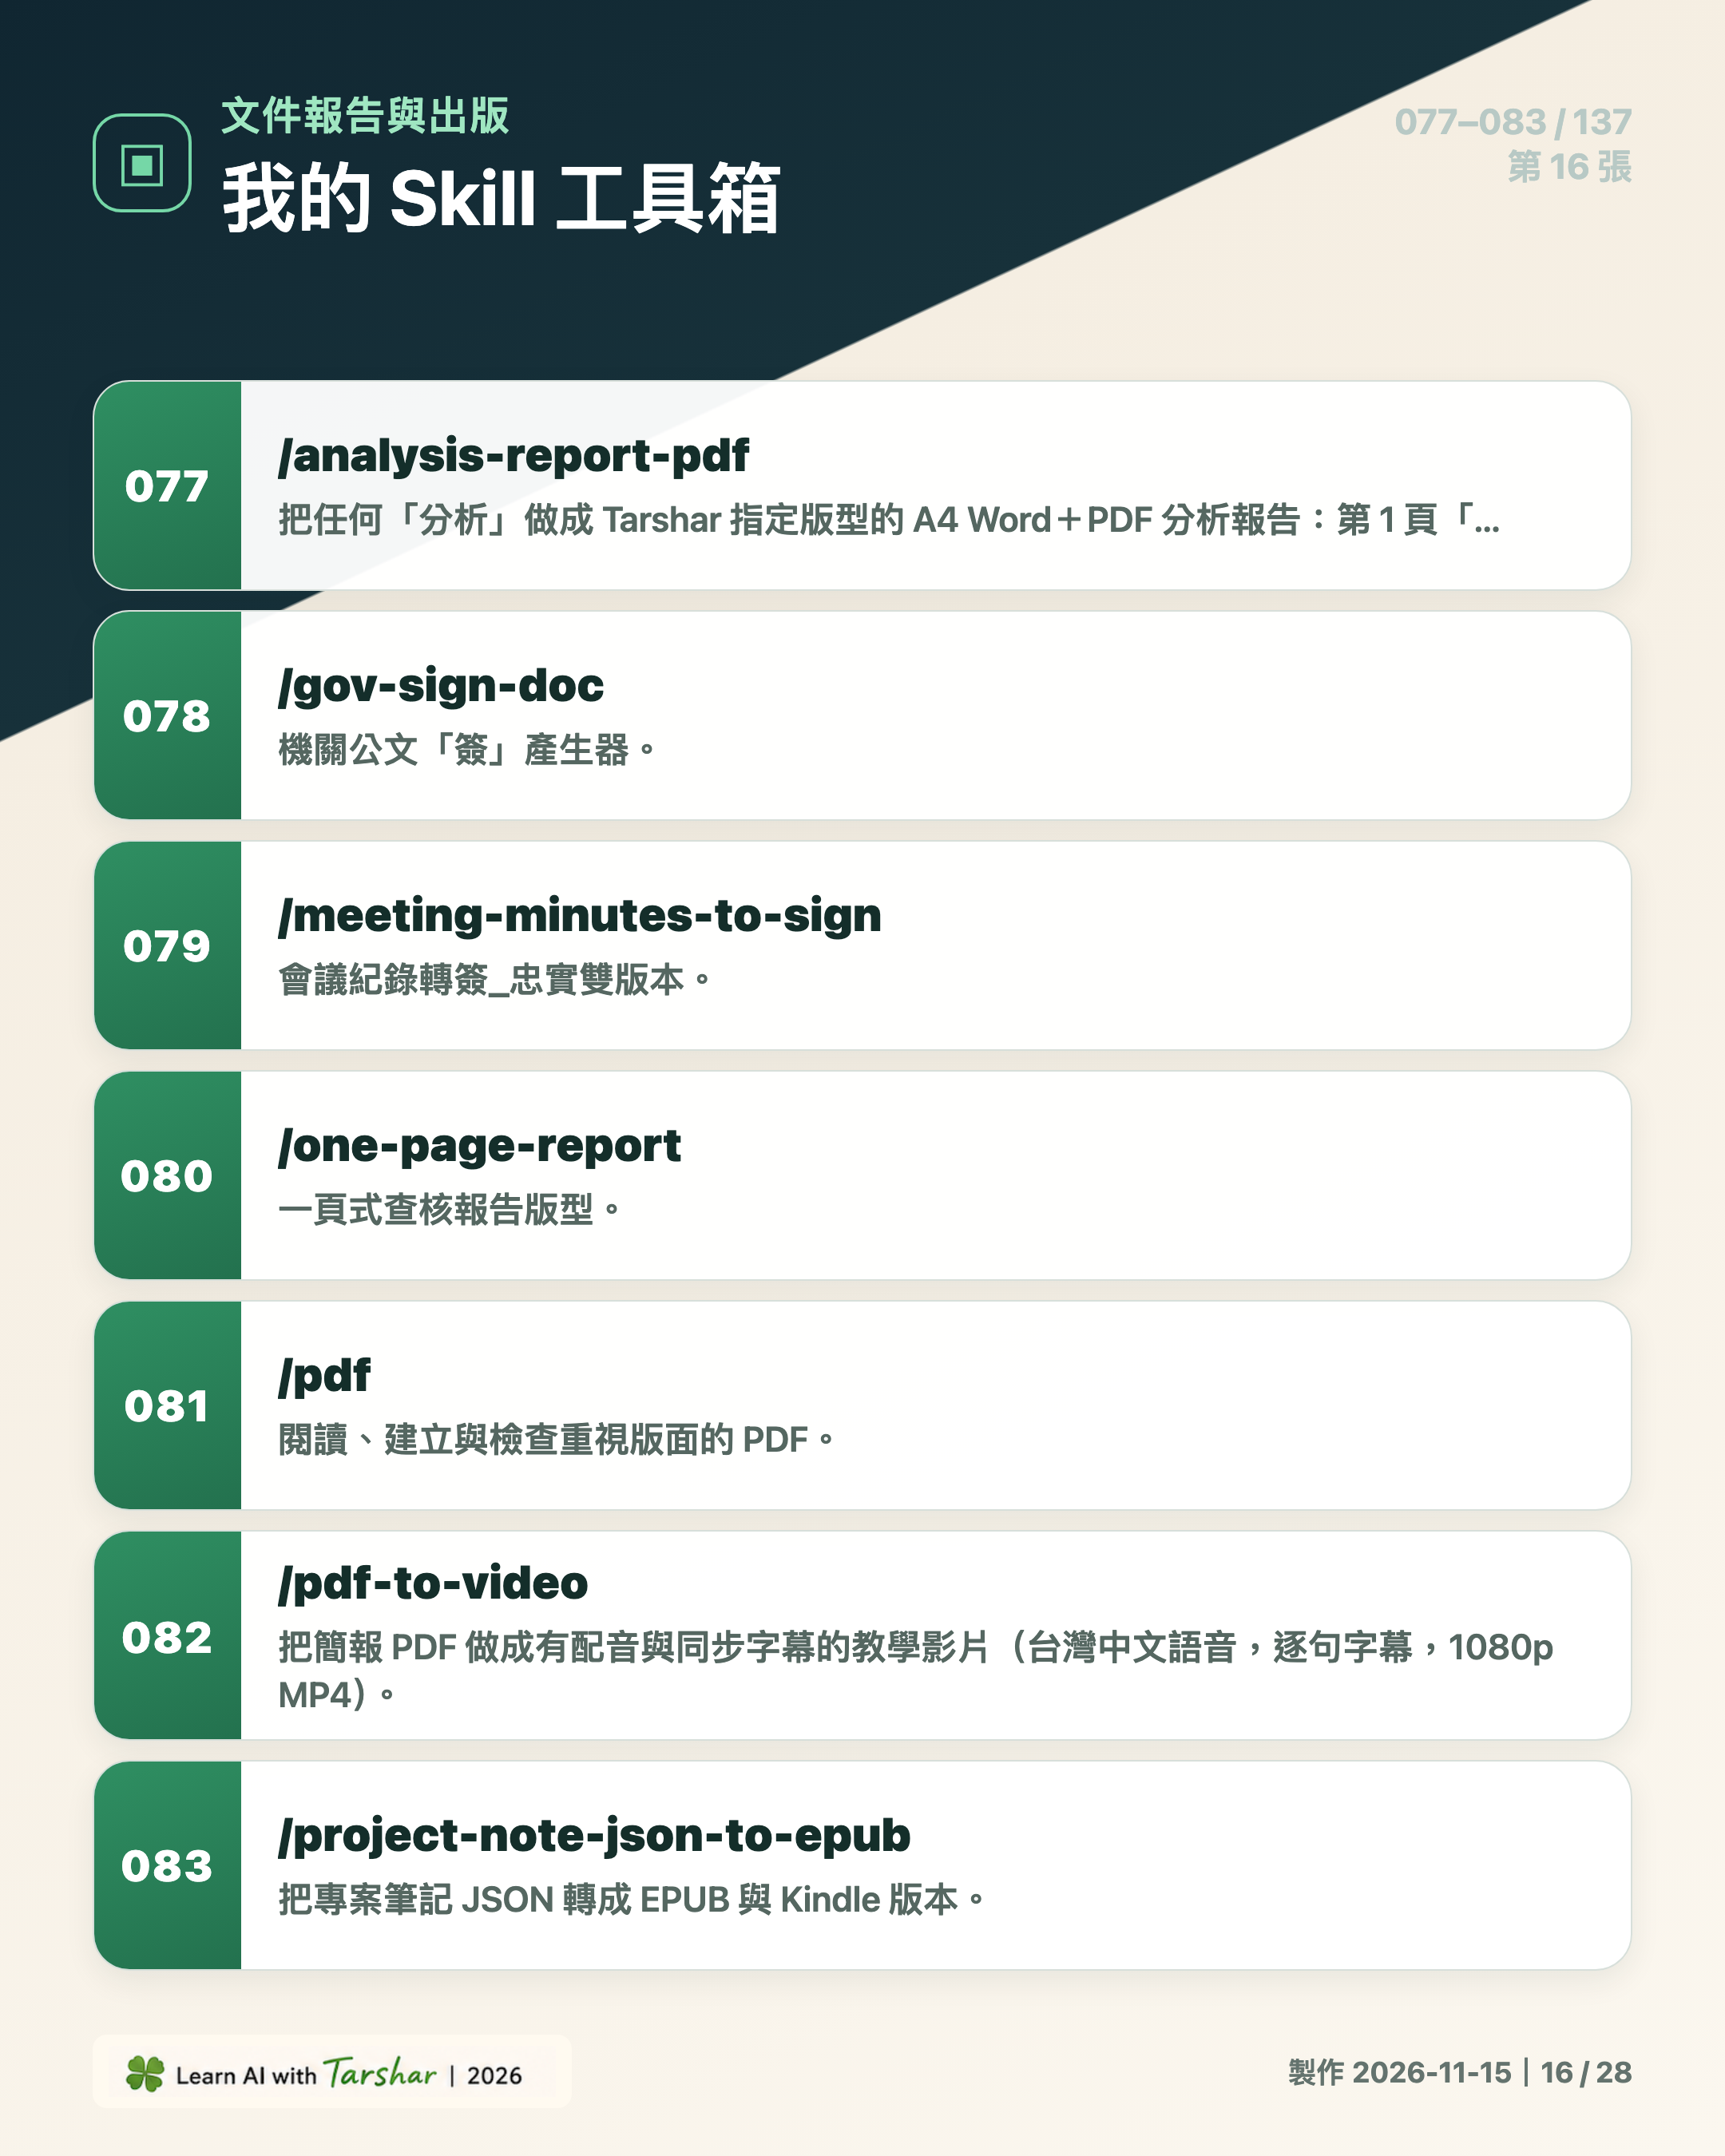 文件報告與出版
我的 Skill 工具箱
077–083 / 137
第 16 張
077
/analysis-report-pdf
把任何「分析」做成 Tarshar 指定版型的 A4 Word＋PDF 分析報告：第 1 頁「...
078
/gov-sign-doc
機關公文「簽」產生器。
079
/meeting-minutes-to-sign
會議紀錄轉簽_忠實雙版本。
080
/one-page-report
一頁式查核報告版型。
081
/pdf
閱讀、建立與檢查重視版面的 PDF。
082
/pdf-to-video
把簡報 PDF 做成有配音與同步字幕的教學影片（台灣中文語音，逐句字幕，1080p
MP4）。
083
/project-note-json-to-epub
把專案筆記 JSON 轉成 EPUB 與 Kindle 版本。
Learn AI with Tarshar | 2026
製作 2026-11-15｜16 / 28